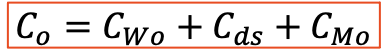 C_o = C_{Wo} + C_{ds} + C_{Mo}